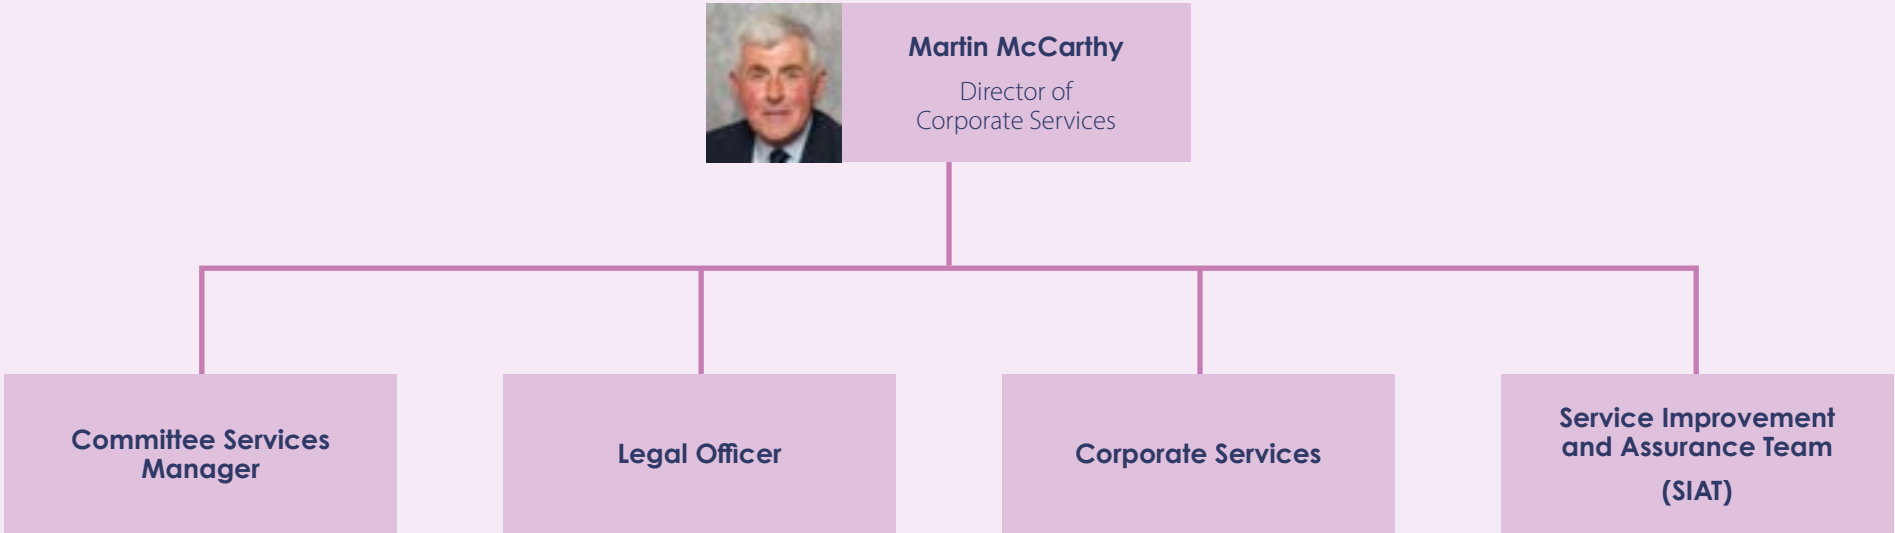 Martin McCarthy
Director of
Corporate Services
Committee Services
Manager
Legal Officer
Corporate Services
Service Improvement
and Assurance Team
(SIAT)